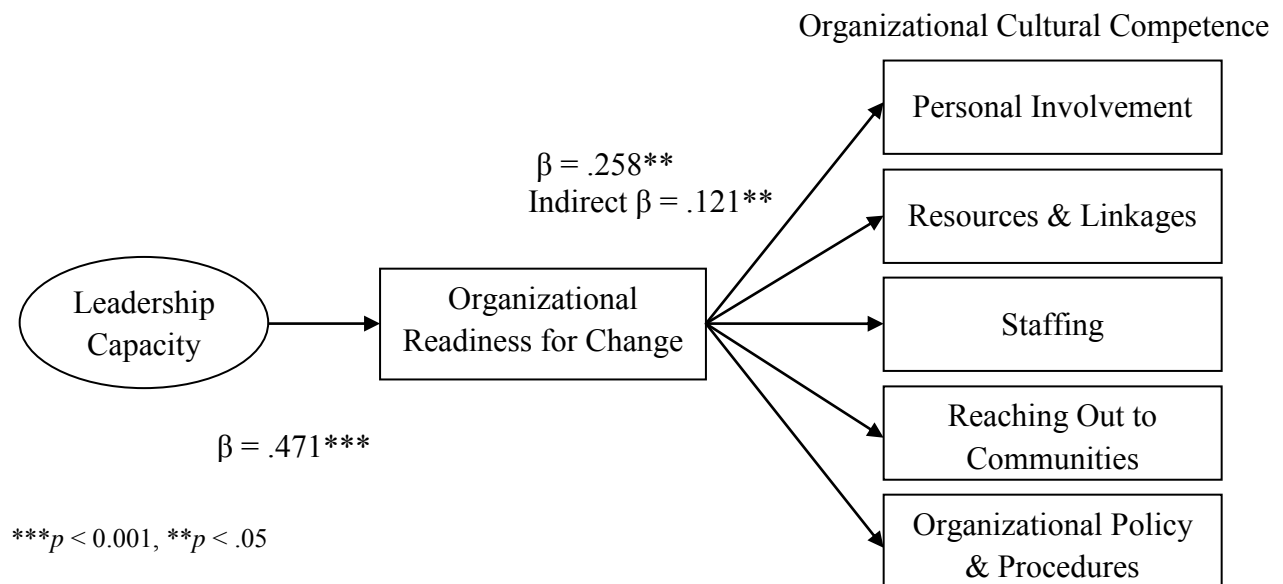 Organizational Cultural Competence
Personal Involvement
β = .258**
Indirect β = .121**
Resources & Linkages
Leadership
Capacity
Organizational
Readiness for Change
Staffing
Reaching Out to
Communities
β = .471***
Organizational Policy
& Procedures
***p < 0.001, **p < .05